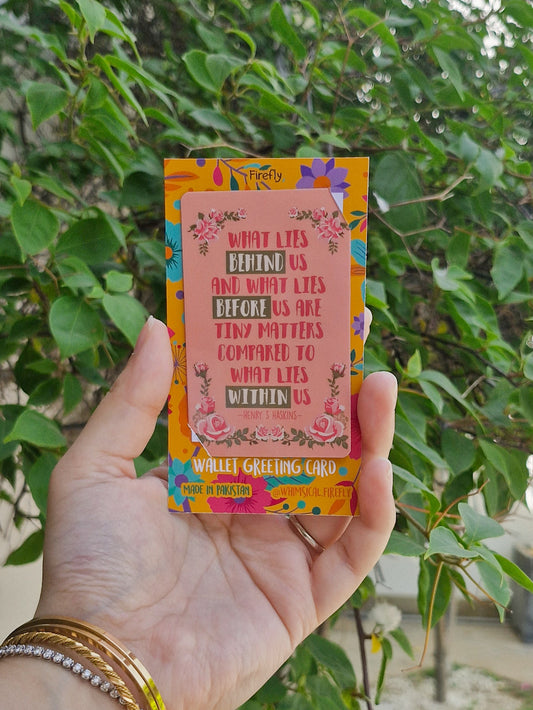 Firefly
WHAT LIES
BEHIND US
AND WHAT LIES
BEFORE US ARE
TINY MATTERS
COMPARED TO
WHAT LIES
WITHIN US
~HENRY S HASKINS~
WALLET GREETING CARD
MADE IN PAKISTAN @WHIMSICAL.FIREFLY